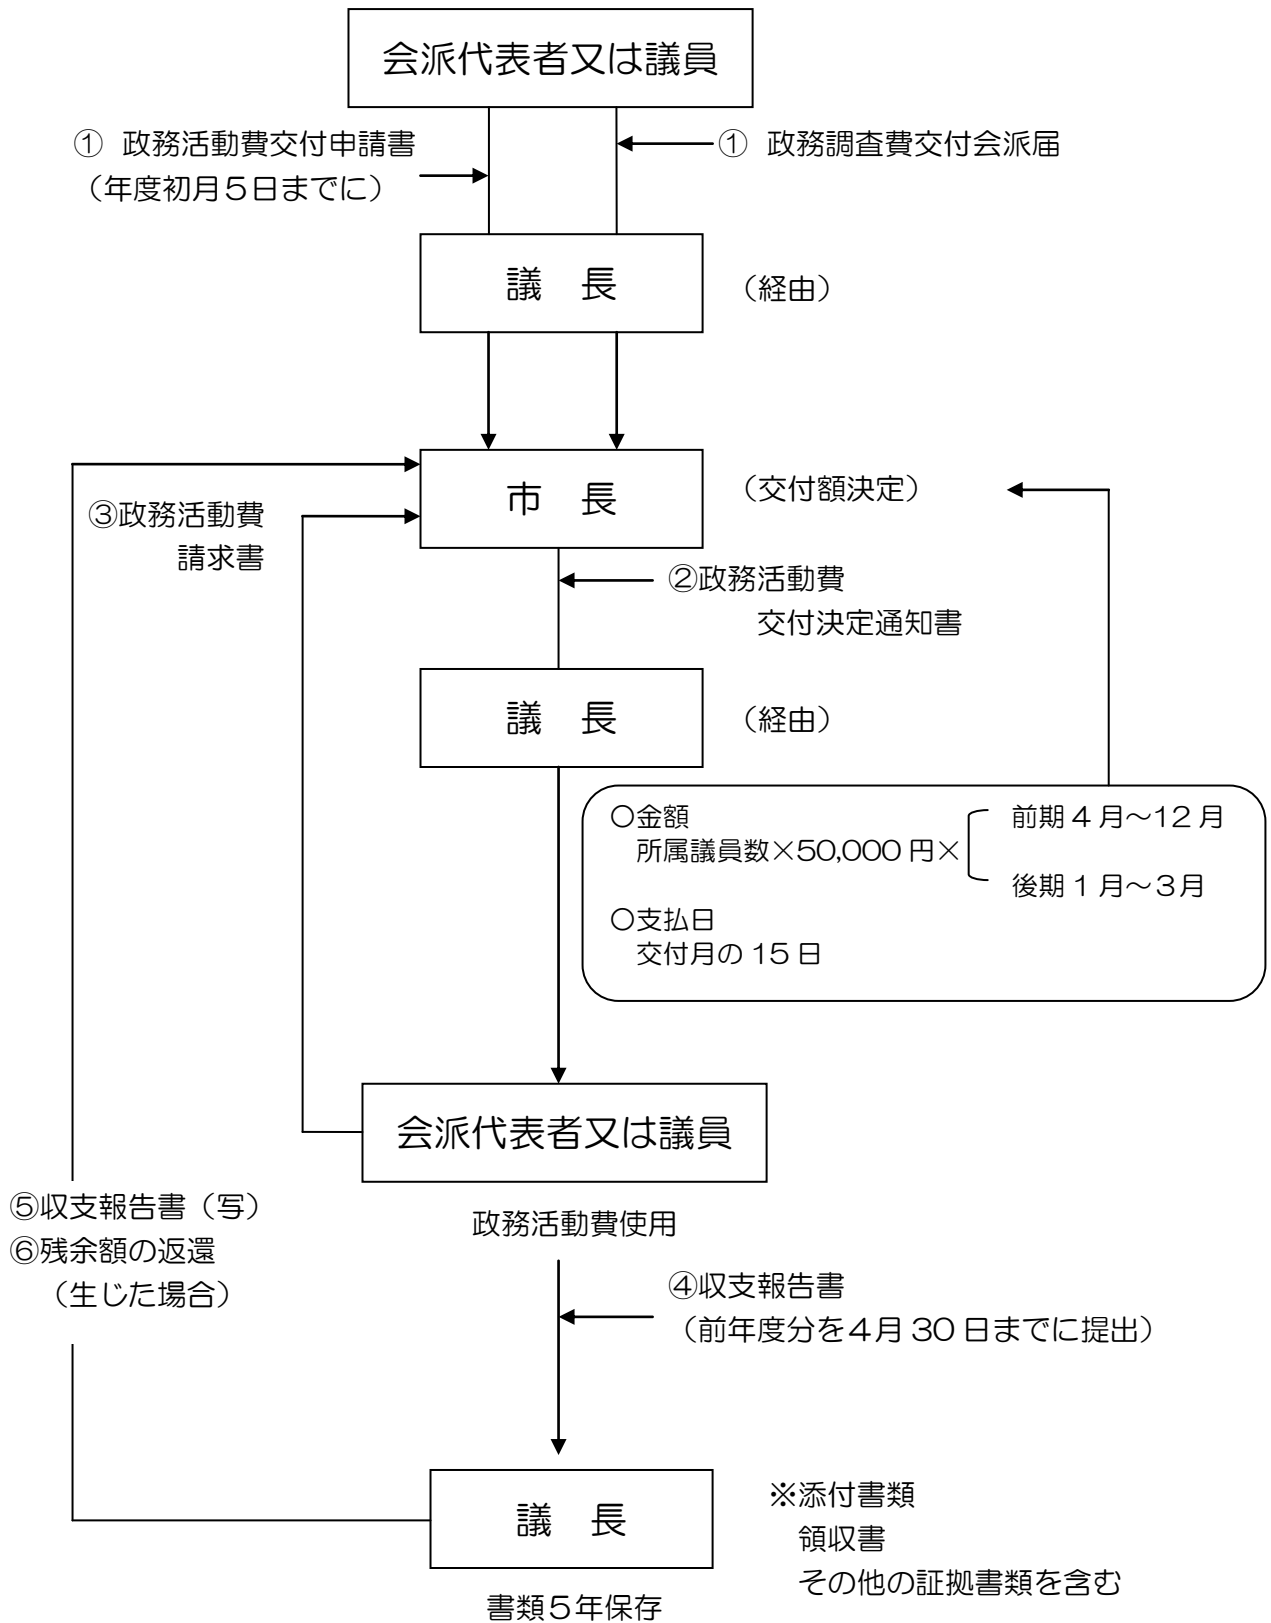 会派代表者又は議員
① 政務活動費交付申請書
（年度初月５日までに）
① 政務調査費交付会派届
議　長
（経由）
市　長
（交付額決定）
③政務活動費
請求書
②政務活動費
交付決定通知書
議　長
（経由）
○金額
所属議員数×50,000円×
前期４月～12月
後期１月～３月
○支払日
交付月の15日
会派代表者又は議員
⑤収支報告書（写）
⑥残余額の返還
（生じた場合）
政務活動費使用
④収支報告書
（前年度分を４月30日までに提出）
議　長
※添付書類
領収書
その他の証拠書類を含む
書類５年保存